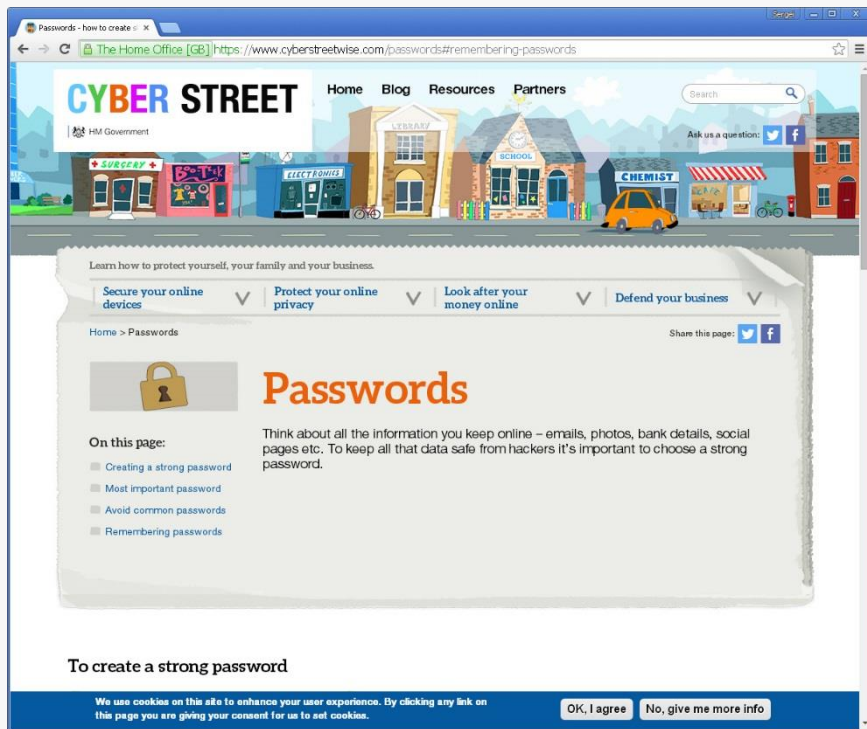 Sergei
Passwords - how to create s
The Home Office [GB] https://www.cyberstreetwise.com/passwords#remembering-passwords
CYBER STREET
HM Government
Home Blog Resources Partners
Search
Ask us a question:
LIBRARY
SCHOOL
SURGERY
ELECTRONICS
CHEMIST
Learn how to protect yourself, your family and your business.
Secure your online
devices
Protect your online
privacy
Look after your
money online
Defend your business
Home > Passwords
Share this page:
On this page:
Creating a strong password
Most important password
Avoid common passwords
Remembering passwords
Passwords
Think about all the information you keep online – emails, photos, bank details, social
pages etc. To keep all that data safe from hackers it's important to choose a strong
password.
To create a strong password
We use cookies on this site to enhance your user experience. By clicking any link on
this page you are giving your consent for us to set cookies.
OK, I agree
No, give me more info